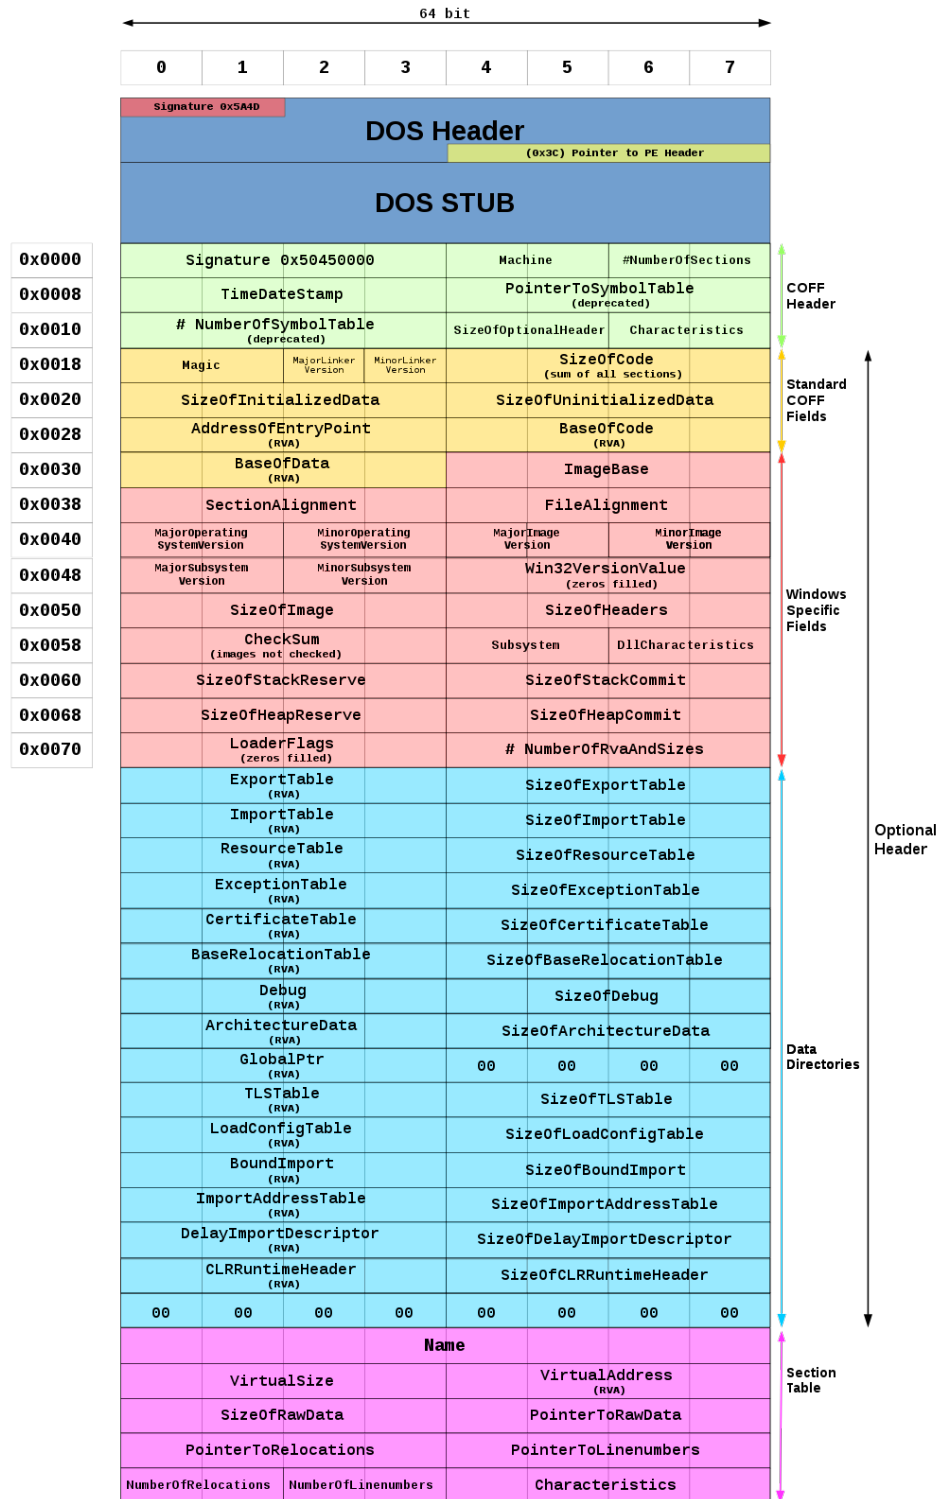 64 bit
0 1 2 3 4 5 6 7
Signature 0x5A4D
DOS Header
(0x3C) Pointer to PE Header
DOS STUB
0x0000 Signature 0x50450000 Machine #NumberOfSections
0x0008 TimeDateStamp PointerToSymbolTable
(deprecated)
COFF
Header
0x0010 # NumberOfSymbolTable SizeOfOptionalHeader Characteristics
(deprecated)
0x0018 Magic MajorLinker
Version
MinorLinker
Version
SizeOfCode
(sum of all sections)
Standard
COFF
Fields
0x0020 SizeOfInitializedData SizeOfUninitializedData
0x0028 AddressOfEntryPoint
(RVA)
BaseOfCode
(RVA)
0x0030 BaseOfData
(RVA)
ImageBase
0x0038 SectionAlignment FileAlignment
0x0040 MajorOperating
SystemVersion
MinorOperating
SystemVersion
MajorImage
Version
MinorImage
Version
0x0048 MajorSubsystem
Version
MinorSubsystem
Version
Win32VersionValue
(zeros filled)
Windows
Specific
Fields
0x0050 SizeOfImage SizeOfHeaders
0x0058 CheckSum
(images not checked)
Subsystem DllCharacteristics
0x0060 SizeOfStackReserve SizeOfStackCommit
0x0068 SizeOfHeapReserve SizeOfHeapCommit
0x0070 LoaderFlags
(zeros filled)
# NumberOfRvaAndSizes
ExportTable
(RVA)
SizeOfExportTable
ImportTable
(RVA)
SizeOfImportTable
Optional
Header
ResourceTable
(RVA)
SizeOfResourceTable
ExceptionTable
(RVA)
SizeOfExceptionTable
CertificateTable
(RVA)
SizeOfCertificateTable
BaseRelocationTable
(RVA)
SizeOfBaseRelocationTable
Debug
(RVA)
SizeOfDebug
ArchitectureData
(RVA)
SizeOfArchitectureData
GlobalPtr
(RVA)
00 00 00 00
Data
Directories
TLSTable
(RVA)
SizeOfTLSTable
LoadConfigTable
(RVA)
SizeOfLoadConfigTable
BoundImport
(RVA)
SizeOfBoundImport
ImportAddressTable
(RVA)
SizeOfImportAddressTable
DelayImportDescriptor
(RVA)
SizeOfDelayImportDescriptor
CLRRuntimeHeader
(RVA)
SizeOfCLRRuntimeHeader
00 00 00 00 00 00 00 00
Name
VirtualSize VirtualAddress
(RVA)
Section
Table
SizeOfRawData PointerToRawData
PointerToRelocations PointerToLinenumbers
NumberOfRelocations NumberOfLinenumbers Characteristics